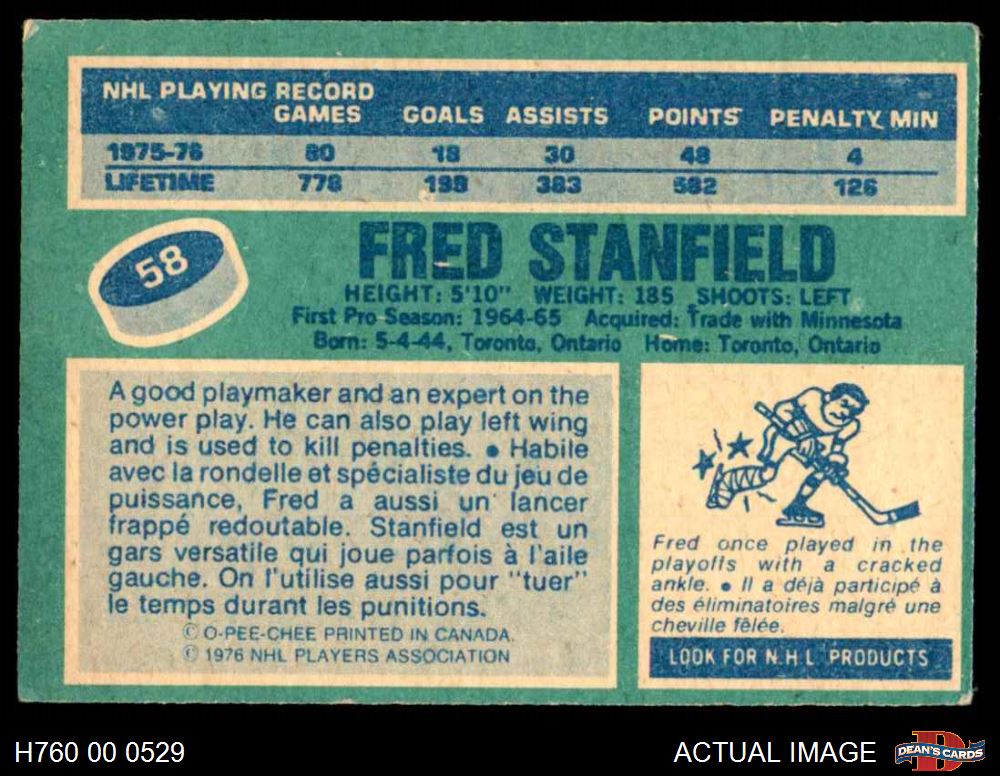 NHL PLAYING RECORD
GAMES GOALS ASSISTS POINTS PENALTY MIN
1975-76 80 18 30 48 4
LIFETIME 778 199 383 582 126
58
FRED STANFIELD
HEIGHT: 5'10" WEIGHT: 185 SHOOTS: LEFT
First Pro Season: 1964-65 Acquired: Trade with Minnesota
Born: 5-4-44, Toronto, Ontario Home: Toronto, Ontario
A good playmaker and an expert on the
power play. He can also play left wing
and is used to kill penalties. • Habile
avec la rondelle et spécialiste du jeu de
puissance, Fred a aussi un lancer
frappé redoutable. Stanfield est un
gars versatile qui joue parfois à l'aile
gauche. On l'utilise aussi pour "tuer"
le temps durant les punitions.
© O-PEE-CHEE PRINTED IN CANADA.
© 1976 NHL PLAYERS ASSOCIATION
Fred once played in the
playoffs with a cracked
ankle. • Il a déjà participé à
des éliminatoires malgré une
cheville fêlée.
LOOK FOR N.H.L PRODUCTS
H760 00 0529 ACTUAL IMAGE DEAN'S CARDS